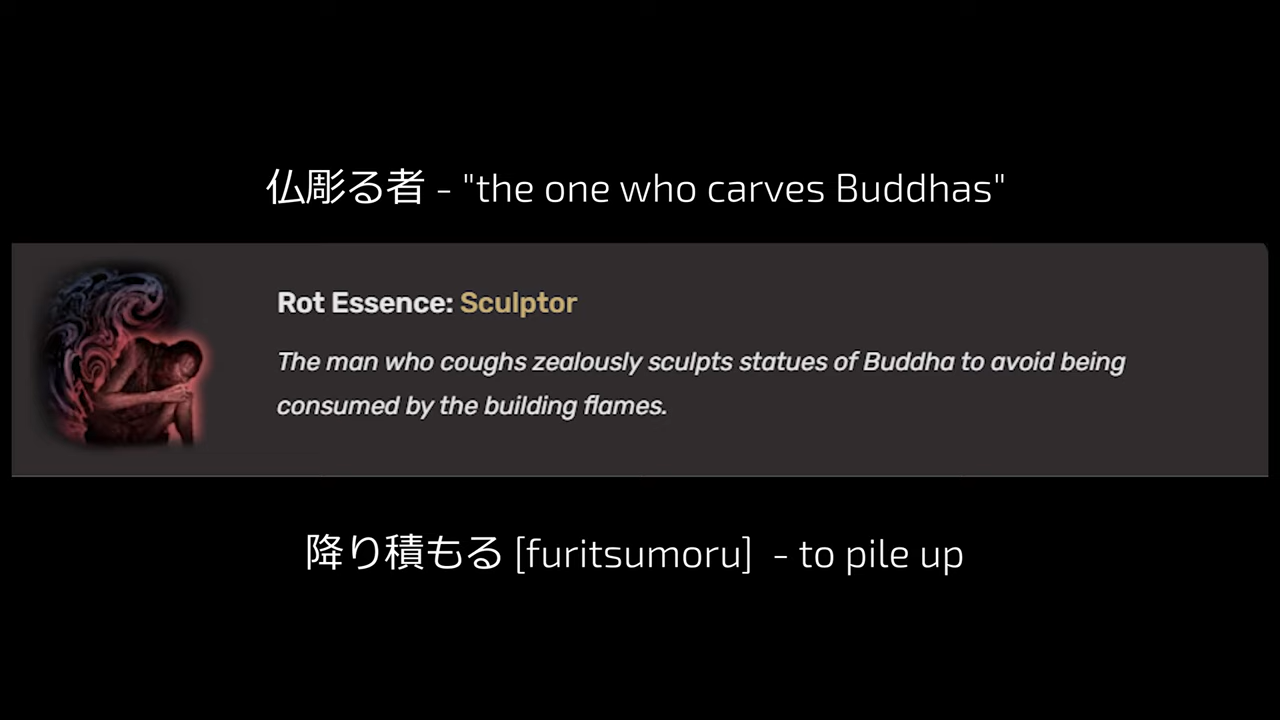 仏彫る者 - "the one who carves Buddhas"
Rot Essence: Sculptor
The man who coughs zealously sculpts statues of Buddha to avoid being
consumed by the building flames.
降り積もる [furitsumoru] - to pile up